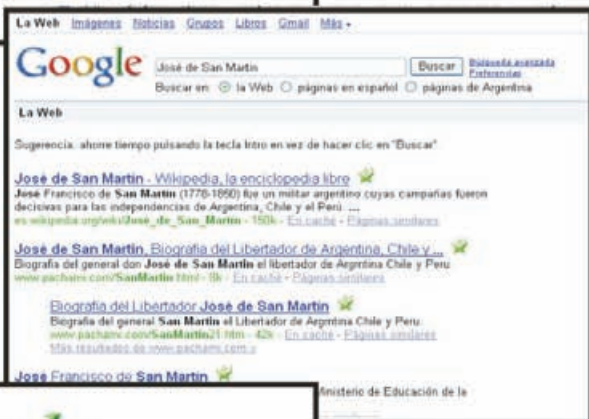 La Web Imágenes Noticias Grupos Libros Gmail Más
Google José de San Martín Buscar Búsqueda avanzada
Preferencias
Buscar en: la Web páginas en español páginas de Argentina
La Web
Sugerencia: ahorre tiempo pulsando la tecla Intro en vez de hacer clic en "Buscar"
José de San Martín - Wikipedia, la enciclopedia libre
José Francisco de San Martín (1778-1850) fue un militar argentino cuyas campañas fueron
decisivas para las independencias de Argentina, Chile y el Perú. ...
es.wikipedia.org/wiki/José_de_San_Martín - 150k - En caché - Páginas similares
José de San Martín, Biografia del Libertador de Argentina, Chile y ...
Biografia del general don José de San Martín el libertador de Argentina Chile y Peru
www.pachami.com/SanMartin.html - 8k - En caché - Páginas similares
Biografia del Libertador José de San Martín
Biografia del general San Martín el Libertador de Argentina Chile y Peru.
www.pachami.com/SanMartin21.htm - 42k - En caché - Páginas similares
Más resultados de www.pachami.com »
José Francisco de San Martín
Ministerio de Educación de la